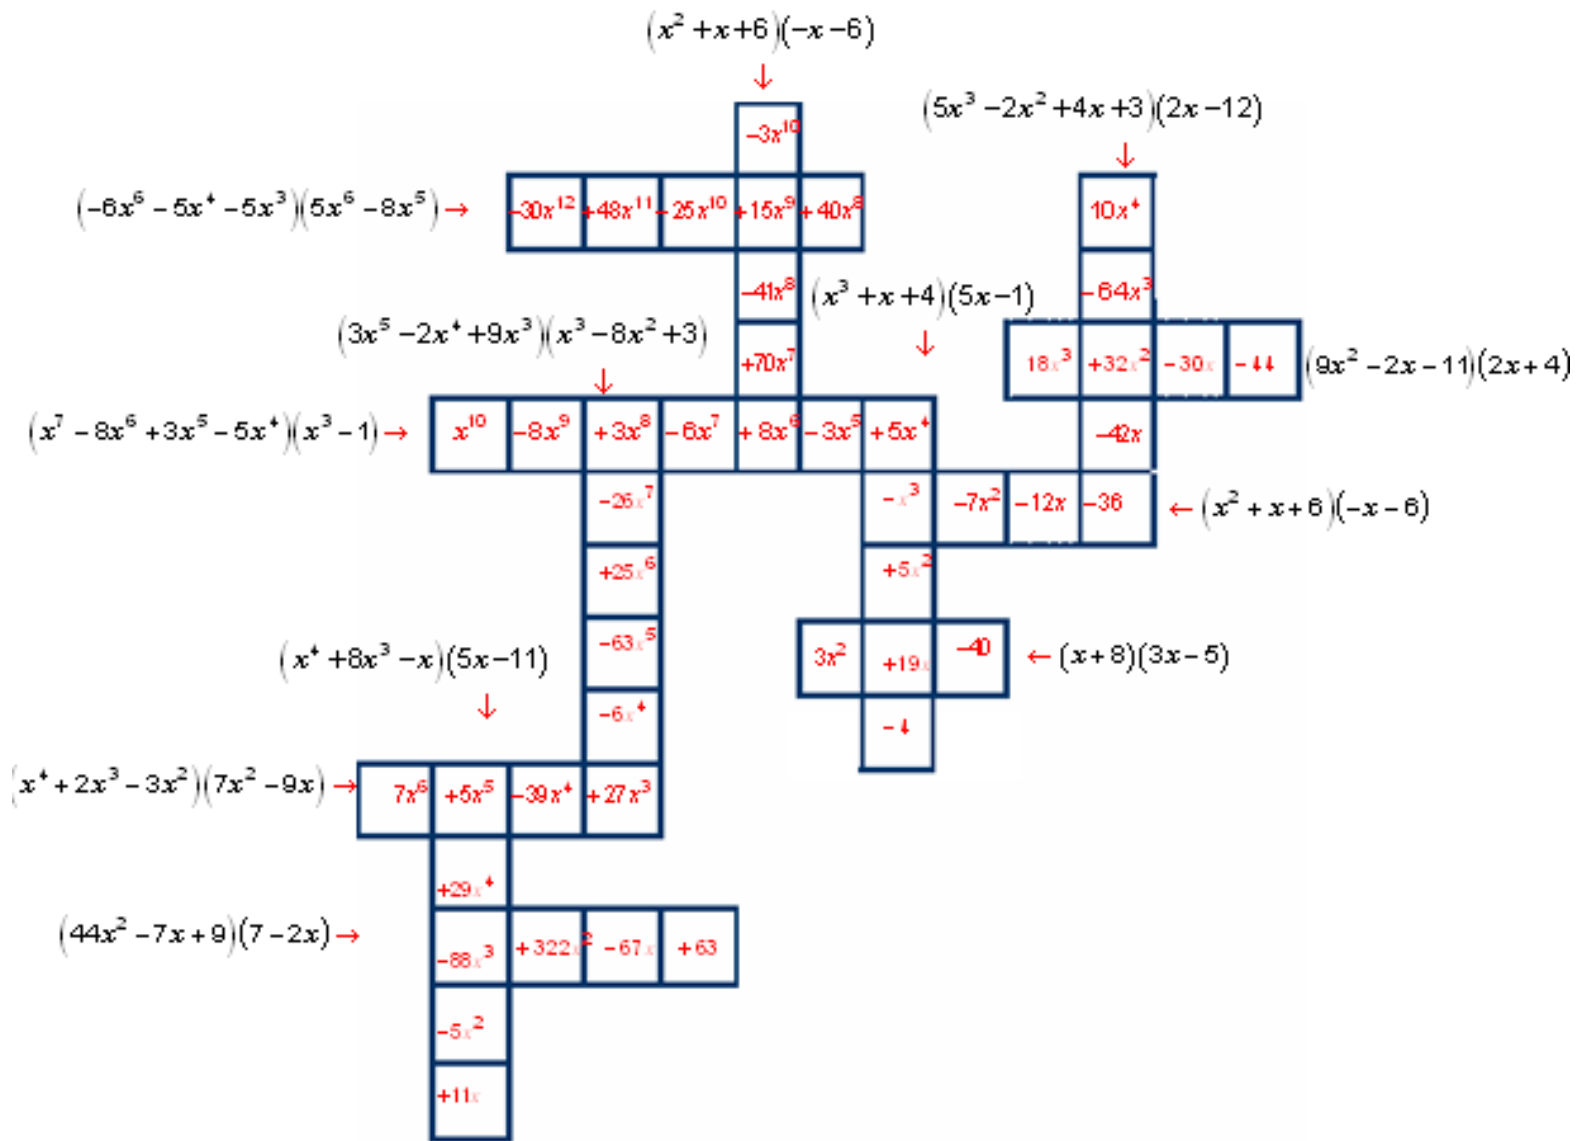 (x² +x+6)(-x-6)
↓
(5x³ -2x² +4x+3)(2x-12)
↓
-3x¹⁰
(-6x⁶ -5x⁴ -5x³)(5x⁶ -8x⁵) →
-30x¹² +48x¹¹ -25x¹⁰ +15x⁹ +40x⁸
10x⁴
-41x⁸
(x³ +x+4)(5x-1)
↓
-64x³
(3x⁵ -2x⁴ +9x³)(x³ -8x² +3)
↓
+70x⁷
18x³ +32x² -30x -44 (9x² -2x-11)(2x+4)
(x⁷ -8x⁶ +3x⁵ -5x⁴)(x³ -1) →
x¹⁰ -8x⁹ +3x⁸ -6x⁷ +8x⁶ -3x⁵ +5x⁴
-42x
-26x⁷
-x³ -7x² -12x -36 ← (x² +x+6)(-x-6)
+25x⁶
+5x²
-63x⁵
3x² +19x -40 ← (x+8)(3x-5)
(x⁴ +8x³ -x)(5x-11)
↓
-6x⁴
-4
(x⁴ +2x³ -3x²)(7x² -9x) →
7x⁶ +5x⁵ -39x⁴ +27x³
+29x⁴
(44x² -7x+9)(7-2x) →
-88x³ +322x² -67x +63
-5x²
+11x